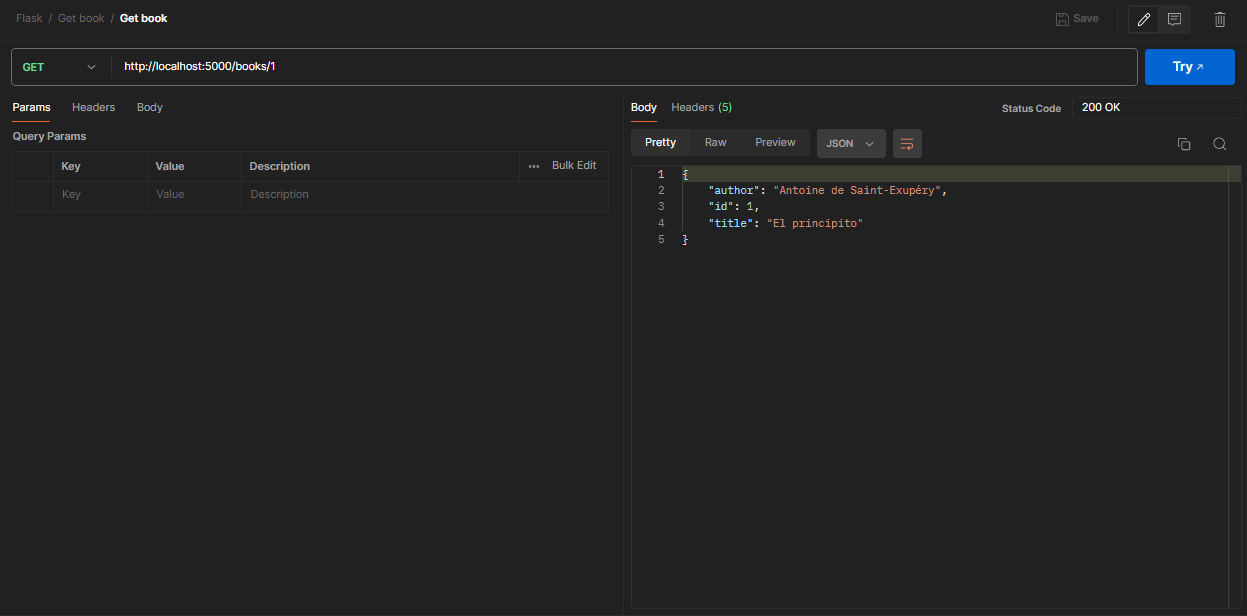 Flask / Get book / Get book
Save
GET http://localhost:5000/books/1
Try
Params Headers Body
Query Params
Key Value Description Bulk Edit
Key Value Description
Body Headers (5)
Status Code 200 OK
Pretty Raw Preview JSON
1 {
2 "author": "Antoine de Saint-Exupéry",
3 "id": 1,
4 "title": "El principito"
5 }